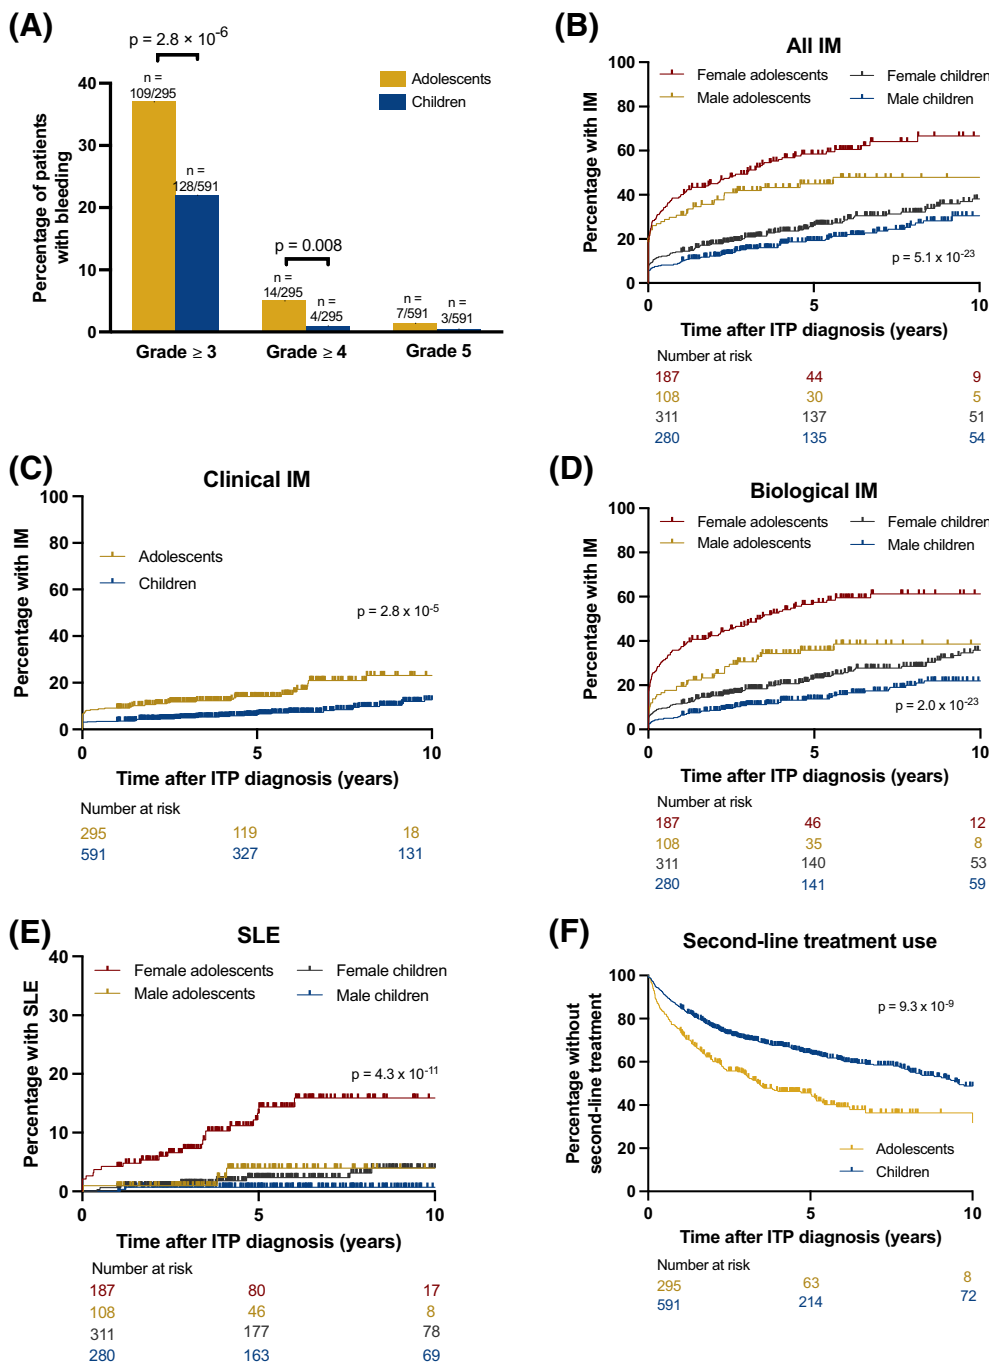 (A)
p = 2.8 × 10-6
Adolescents
Children
Percentage of patients
with bleeding
40
30
20
10
0
n =
109/295
n =
128/591
p = 0.008
n =
14/295
n =
4/295
n =
7/591
n =
3/591
Grade ≥ 3
Grade ≥ 4
Grade 5
(B)
All IM
Female adolescents
Female children
Male adolescents
Male children
Percentage with IM
100
80
60
40
20
0
p = 5.1 x 10-23
0 5 10
Time after ITP diagnosis (years)
Number at risk
187 44 9
108 30 5
311 137 51
280 135 54
(C)
Clinical IM
Percentage with IM
100
80
60
40
20
0
Adolescents
Children
p = 2.8 x 10-5
0 5 10
Time after ITP diagnosis (years)
Number at risk
295 119 18
591 327 131
(D)
Biological IM
Female adolescents
Female children
Male adolescents
Male children
Percentage with IM
100
80
60
40
20
0
p = 2.0 x 10-23
0 5 10
Time after ITP diagnosis (years)
Number at risk
187 46 12
108 35 8
311 140 53
280 141 59
(E)
SLE
Female adolescents
Female children
Male adolescents
Male children
Percentage with SLE
40
30
20
10
0
p = 4.3 x 10-11
0 5 10
Time after ITP diagnosis (years)
Number at risk
187 80 17
108 46 8
311 177 78
280 163 69
(F)
Second-line treatment use
Percentage without
second-line treatment
100
80
60
40
20
0
p = 9.3 x 10-9
Adolescents
Children
0 5 10
Time after ITP diagnosis (years)
Number at risk
295 63 8
591 214 72